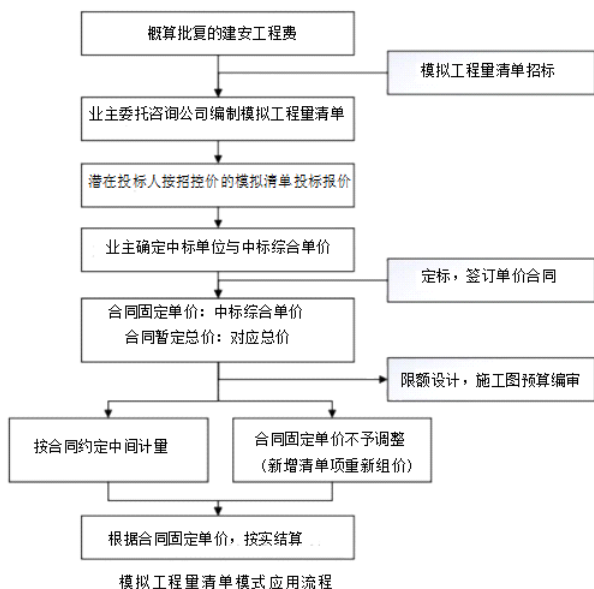 概算批复的建安工程费
模拟工程量清单招标
业主委托咨询公司编制模拟工程量清单
潜在投标人按招控价的模拟清单投标报价
业主确定中标单位与中标综合单价
定标，签订单价合同
合同固定单价：中标综合单价
合同暂定总价：对应总价
限额设计，施工图预算编审
按合同约定中间计量
合同固定单价不予调整
（新增清单项重新组价）
根据合同固定单价，按实结算
模拟工程量清单模式应用流程